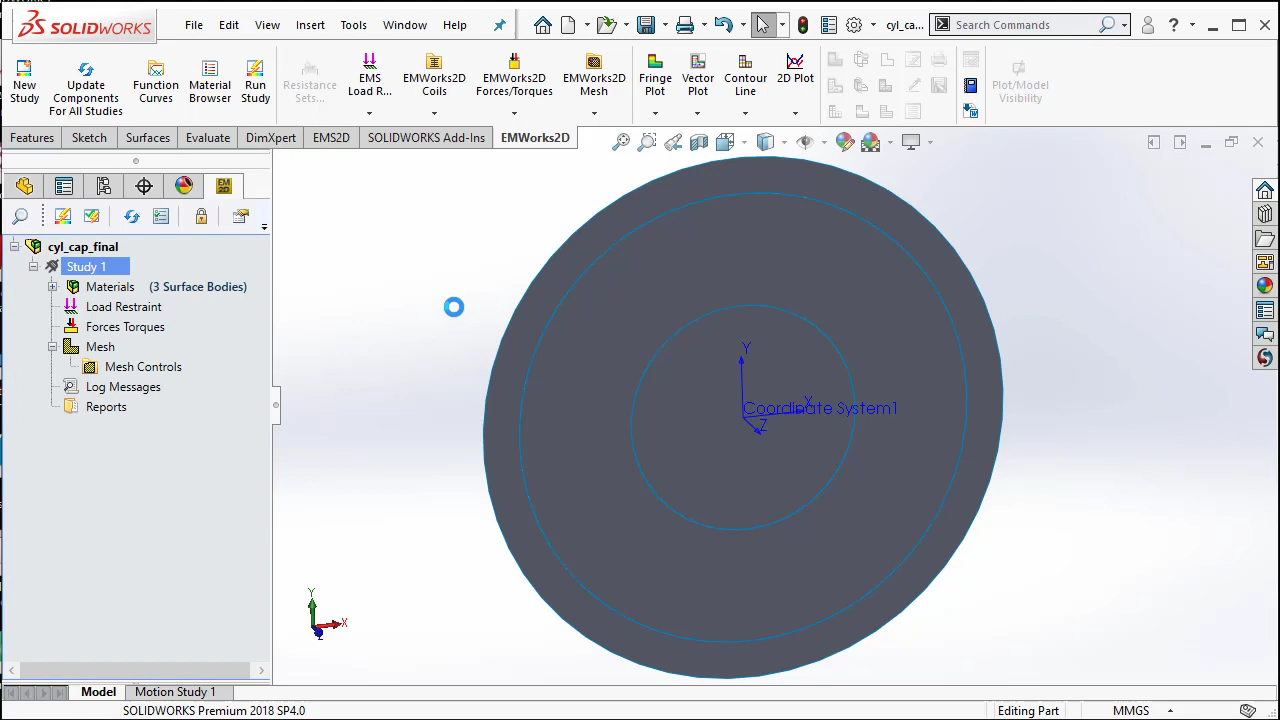 SOLIDWORKS File Edit View Insert Tools Window Help cyl_ca... Search Commands ?
New Study
Update Components For All Studies
Function Curves
Material Browser
Run Study
Resistance Sets...
EMS Load R...
EMWorks2D Coils
EMWorks2D Forces/Torques
EMWorks2D Mesh
Fringe Plot
Vector Plot
Contour Line
2D Plot
Plot/Model Visibility
Features Sketch Surfaces Evaluate DimXpert EMS2D SOLIDWORKS Add-Ins EMWorks2D
cyl_cap_final
Study 1
Materials (3 Surface Bodies)
Load Restraint
Forces Torques
Mesh
Mesh Controls
Log Messages
Reports
Y
X
Coordinate System1
Z
Y
X
Z
Model Motion Study 1
SOLIDWORKS Premium 2018 SP4.0 Editing Part MMGS